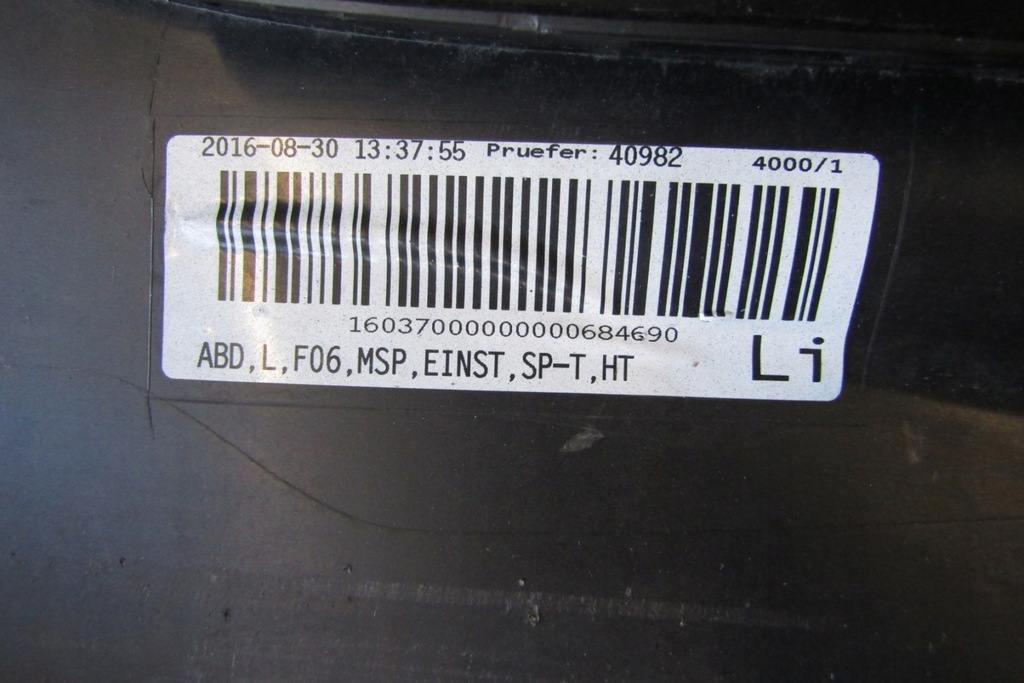 2016-08-30 13:37:55 Pruefer: 40982 4000/1
16037000000000684690
ABD,L,F06,MSP,EINST,SP-T,HT Li